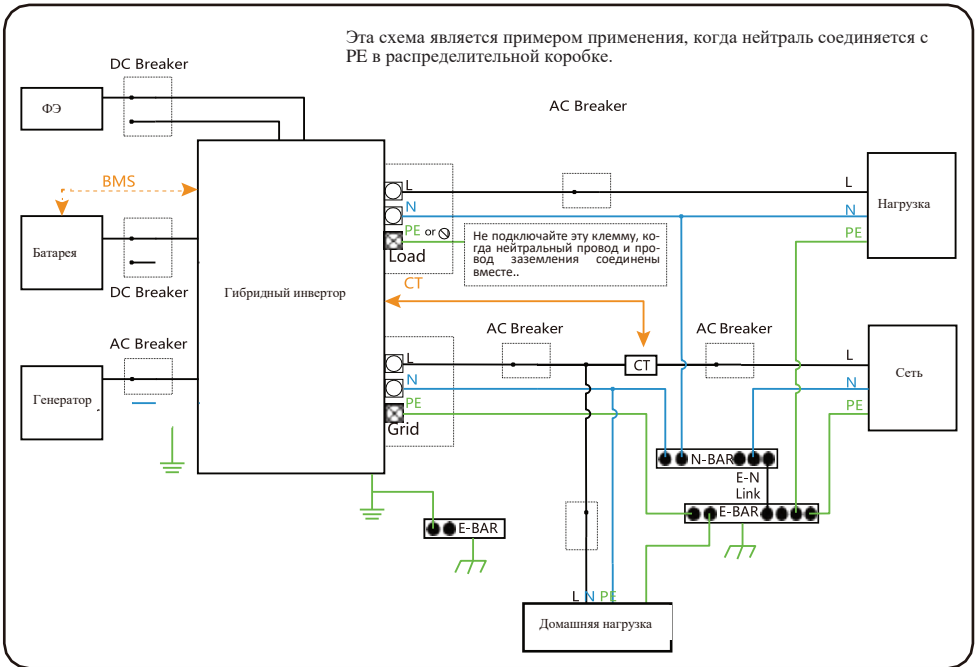 Эта схема является примером применения, когда нейтраль соединяется с
PE в распределительной коробке.
DC Breaker
ФЭ
AC Breaker
BMS
Батарея
DC Breaker
Гибридный инвертор
L
N
PE or
Load
Не подключайте эту клемму, ко-
гда нейтральный провод и про-
вод заземления соединены
вместе..
L
N
PE
Нагрузка
CT
AC Breaker
Генератор
AC Breaker
AC Breaker
L
N
PE
Grid
CT
L
N
PE
Сеть
N-BAR
E-N
Link
E-BAR
E-BAR
L N PE
Домашняя нагрузка